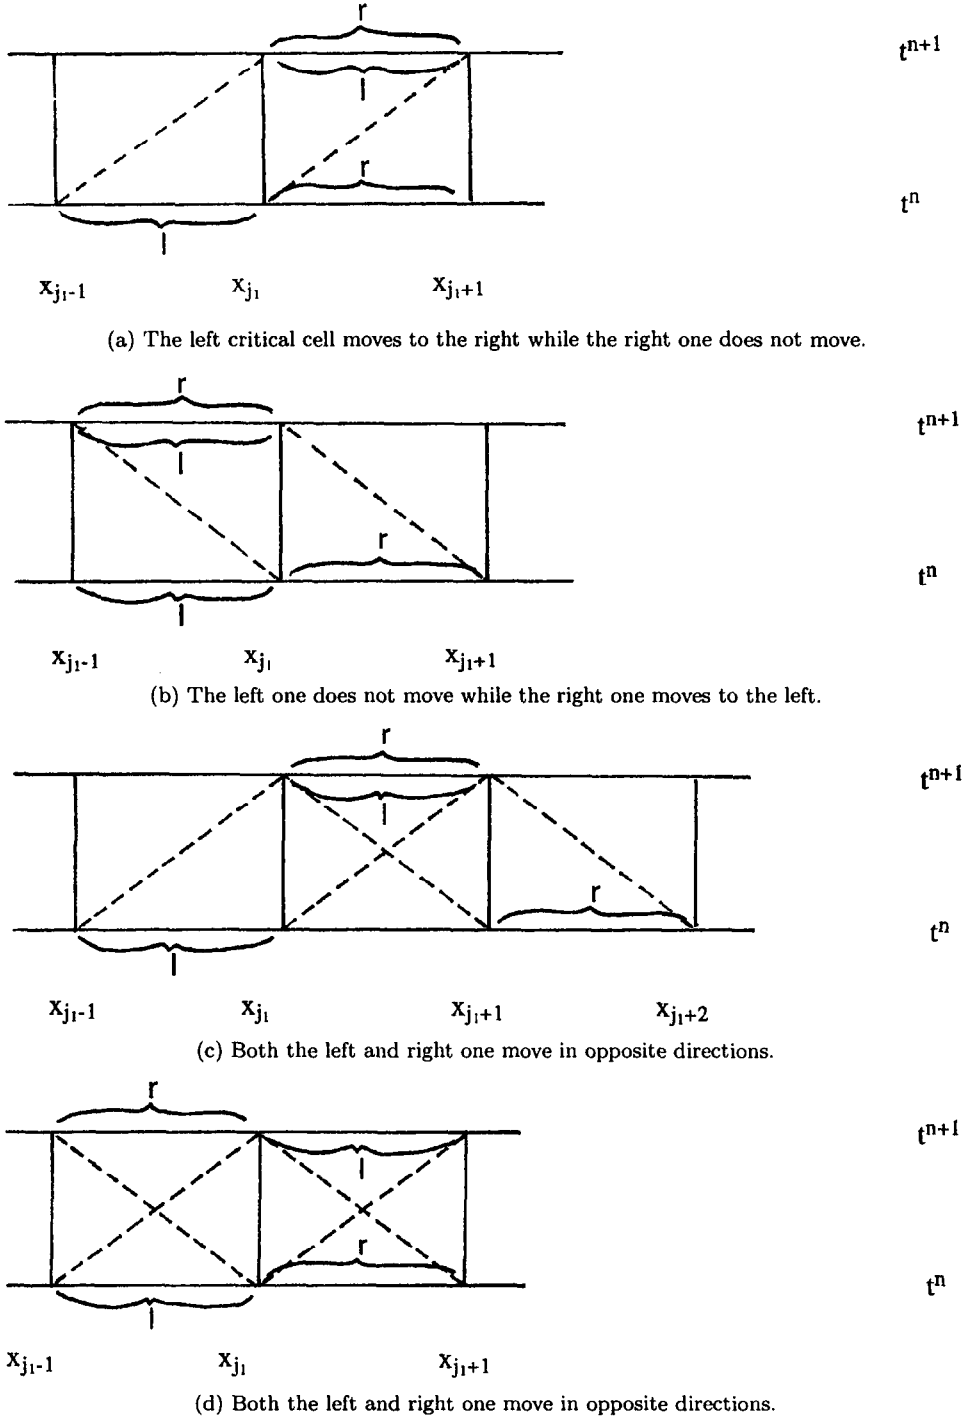 r
t^{n+1}
l
r
t^n
l
x_{j_1-1} x_{j_1} x_{j_1+1}
(a) The left critical cell moves to the right while the right one does not move.
r
t^{n+1}
l
r
t^n
l
x_{j_1-1} x_{j_1} x_{j_1+1}
(b) The left one does not move while the right one moves to the left.
r
t^{n+1}
l
r
t^n
l
x_{j_1-1} x_{j_1} x_{j_1+1} x_{j_1+2}
(c) Both the left and right one move in opposite directions.
r
t^{n+1}
l
r
t^n
l
x_{j_1-1} x_{j_1} x_{j_1+1}
(d) Both the left and right one move in opposite directions.